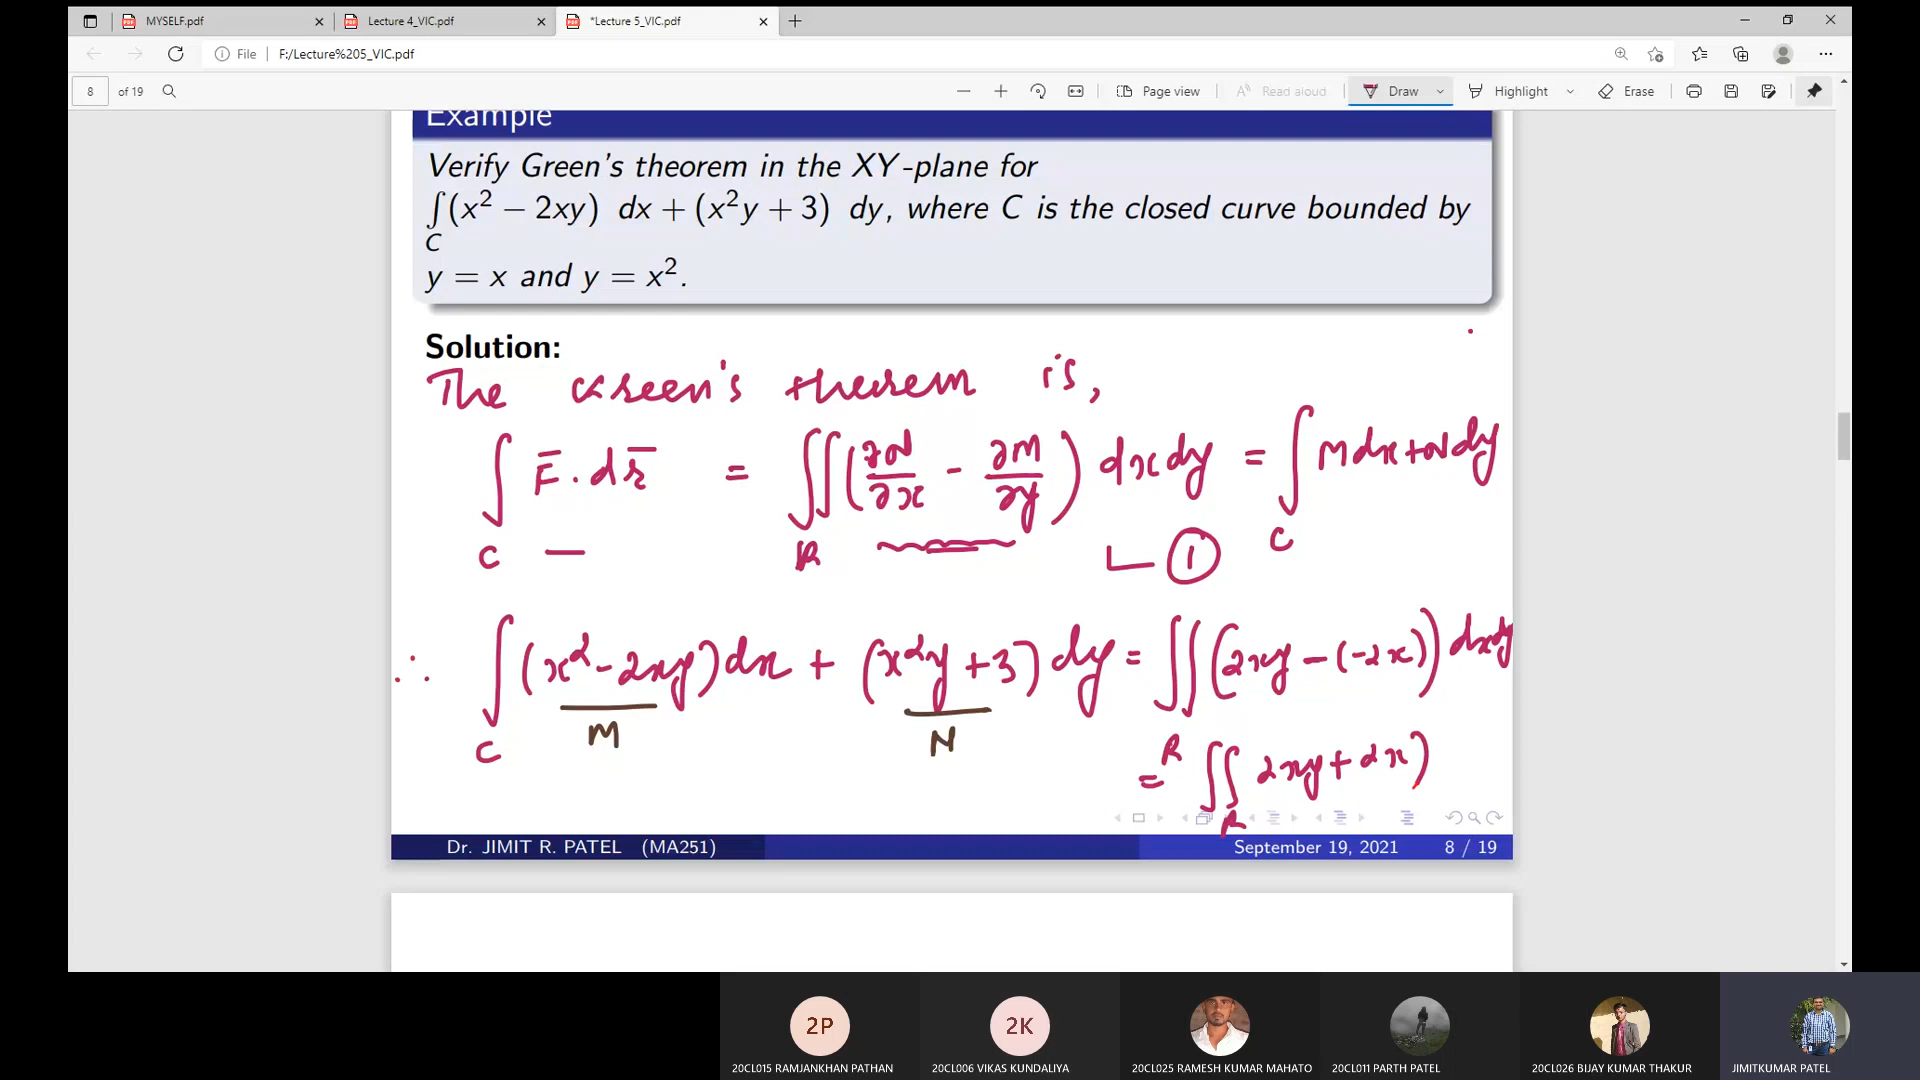 MYSELF.pdf
Lecture 4_VIC.pdf
*Lecture 5_VIC.pdf
File
F:/Lecture%205_VIC.pdf
8 of 19
Page view
Read aloud
Draw
Highlight
Erase
Example
Verify Green's theorem in the XY-plane for
∫(x² − 2xy) dx + (x²y + 3) dy, where C is the closed curve bounded by
C
y = x and y = x².
Solution:
The Green's theorem is,
∫ F̄ · dr̄ = ∬ (∂N/∂x − ∂M/∂y) dxdy = ∫ Mdx+Ndy
C R ① C
∴ ∫ (x²−2xy)dx + (x²y+3)dy = ∬ (2xy−(−2x)) dxdy
C M N R
= ∬ 2xy+2x)
R
Dr. JIMIT R. PATEL (MA251) September 19, 2021 8 / 19
2P 2K
20CL015 RAMJANKHAN PATHAN 20CL006 VIKAS KUNDALIYA 20CL025 RAMESH KUMAR MAHATO 20CL011 PARTH PATEL 20CL026 BIJAY KUMAR THAKUR JIMITKUMAR PATEL